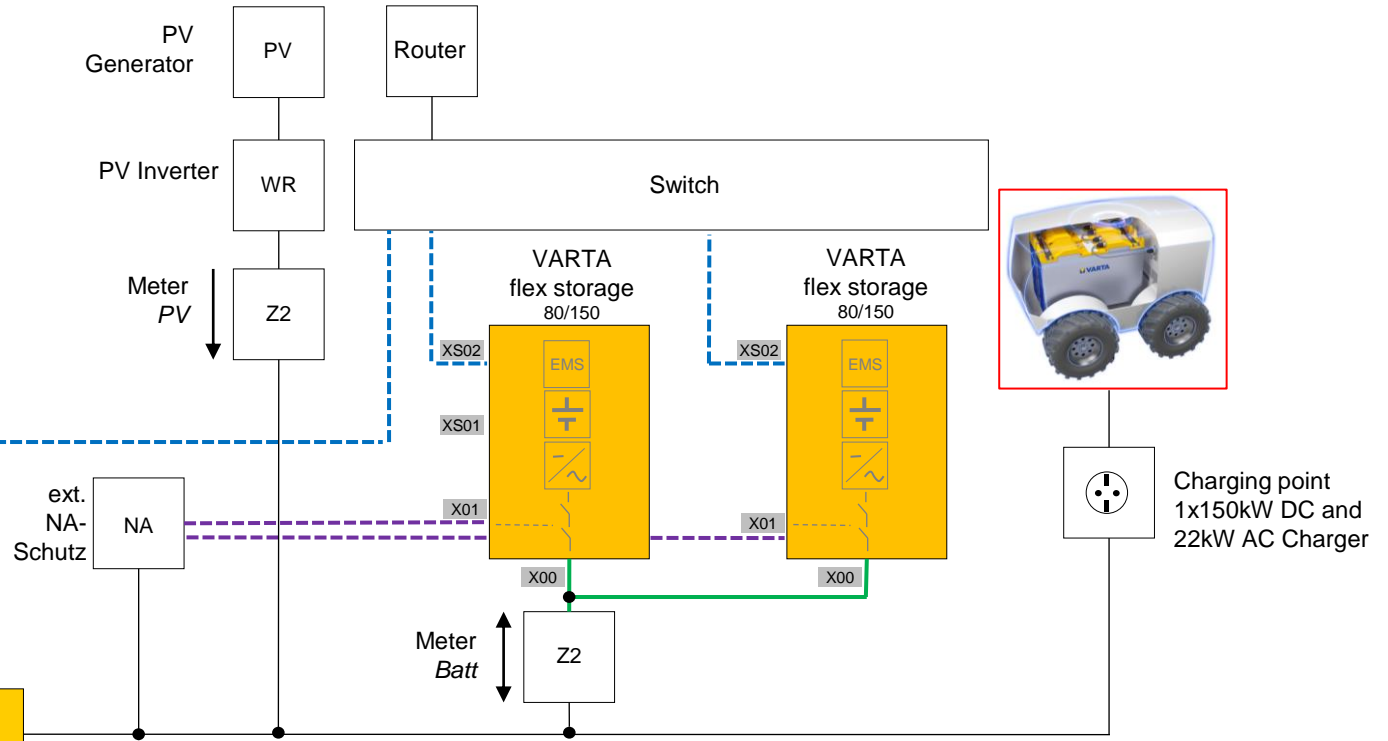 PV
Generator
PV
Router
PV Inverter
WR
Switch
Meter
PV
Z2
VARTA
flex storage
80/150
VARTA
flex storage
80/150
VARTA
XS02
EMS
XS02
EMS
XS01
X01
X01
ext.
NA-
Schutz
NA
Charging point
1x150kW DC and
22kW AC Charger
X00
X00
Meter
Batt
Z2